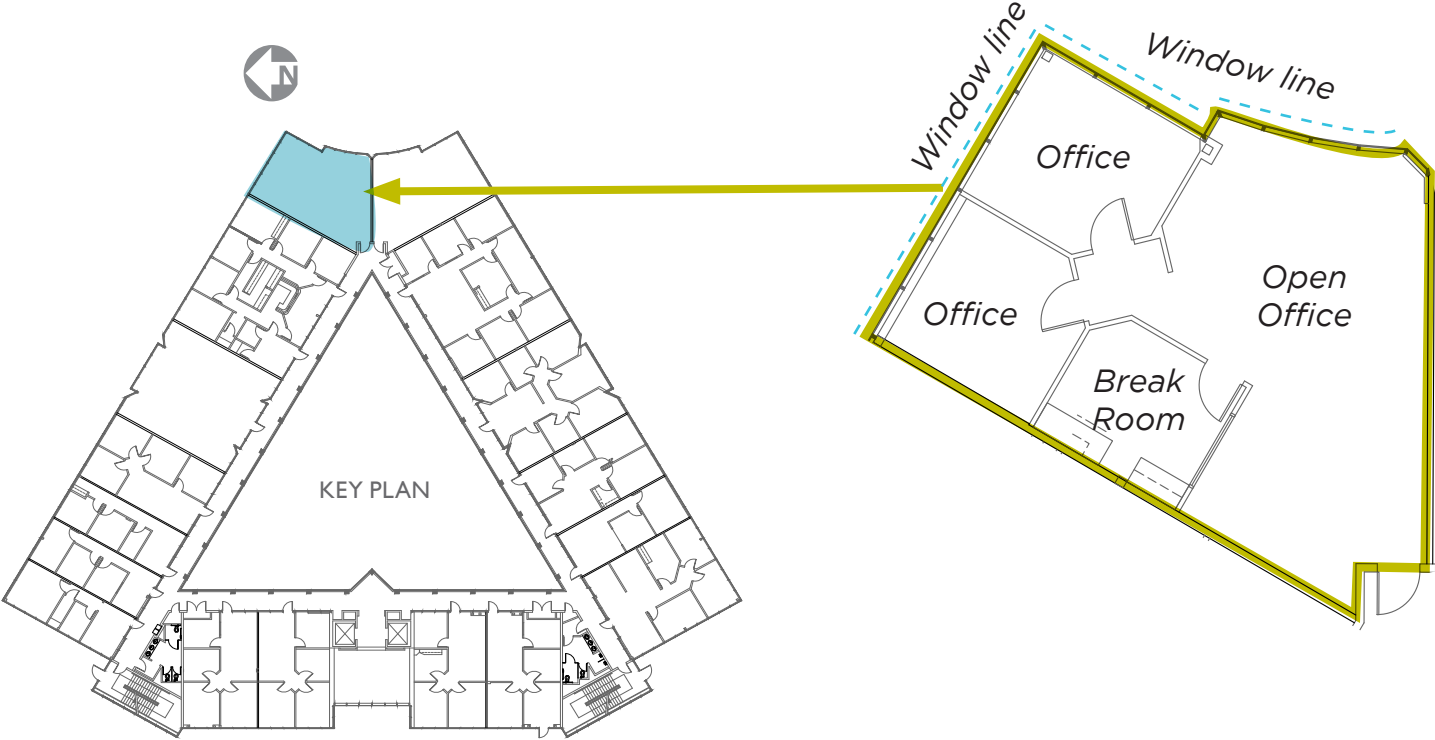 N
KEY PLAN
Window line
Window line
Office
Office
Open
Office
Break
Room